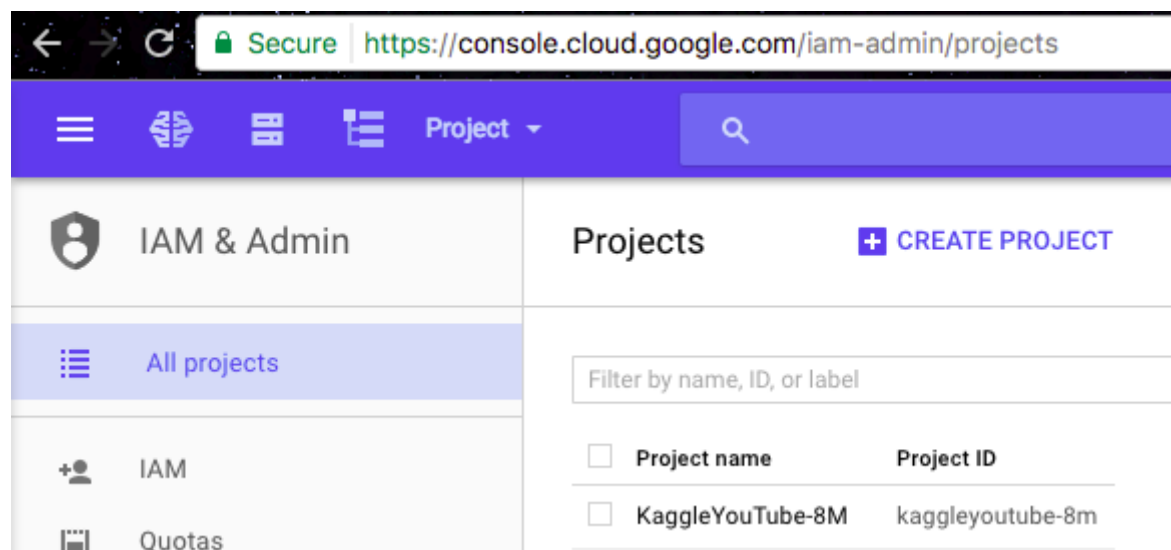 Secure https://console.cloud.google.com/iam-admin/projects
Project
IAM & Admin
Projects
CREATE PROJECT
All projects
Filter by name, ID, or label
Project name Project ID
IAM
KaggleYouTube-8M kaggleyoutube-8m
Quotas